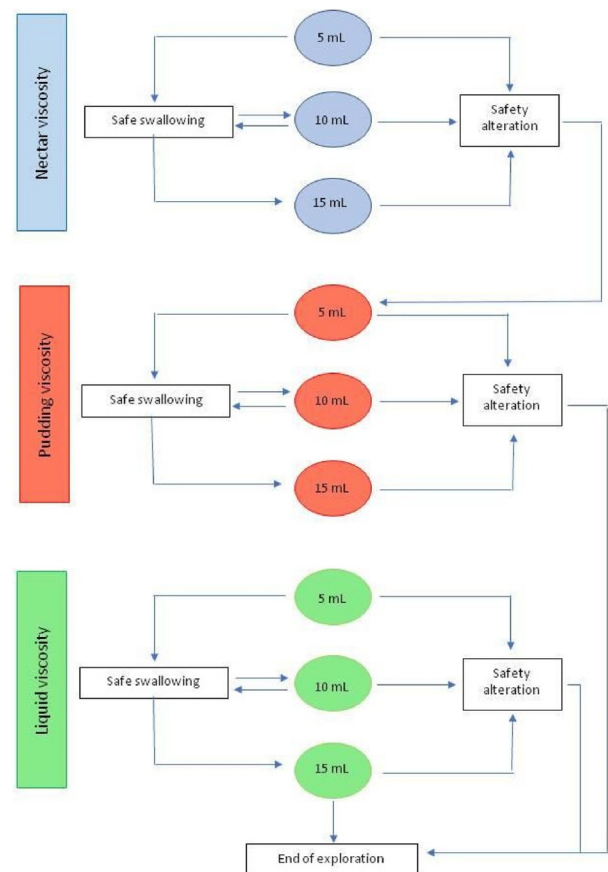 Nectar viscosity
5 mL
Safe swallowing
10 mL
Safety
alteration
15 mL
Pudding viscosity
5 mL
Safe swallowing
10 mL
Safety
alteration
15 mL
Liquid viscosity
5 mL
Safe swallowing
10 mL
Safety
alteration
15 mL
End of exploration